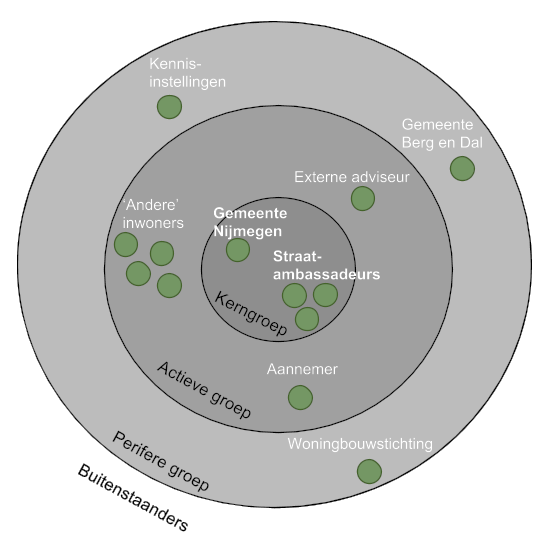 Kennis-
instellingen
Gemeente
Berg en Dal
Externe adviseur
‘Andere’
inwoners
Gemeente
Nijmegen
Straat-
ambassadeurs
Kerngroep
Aannemer
Actieve groep
Woningbouwstichting
Perifere groep
Buitenstaanders